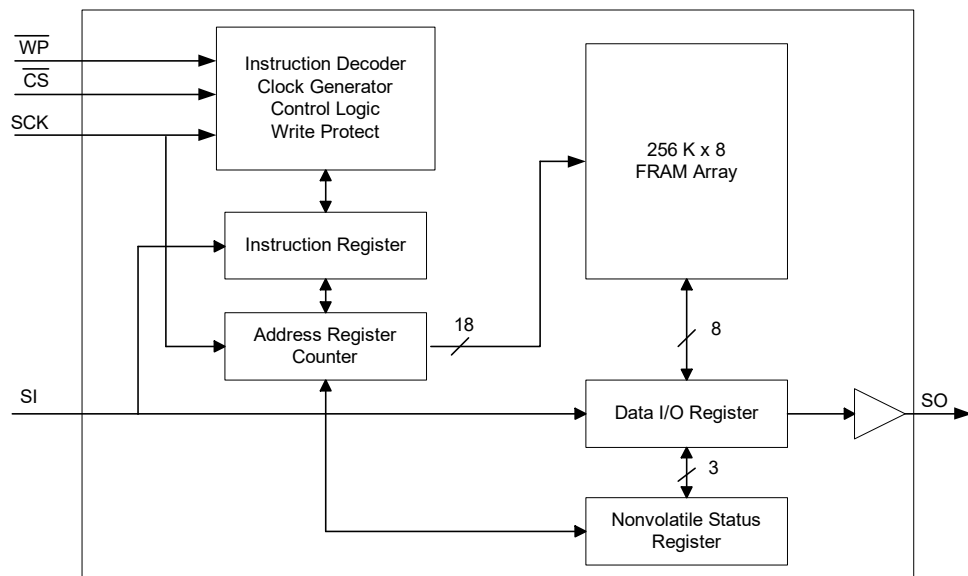 WP
CS
SCK
Instruction Decoder
Clock Generator
Control Logic
Write Protect
256 K x 8
FRAM Array
Instruction Register
Address Register
Counter
18
8
SI
Data I/O Register
SO
3
Nonvolatile Status
Register